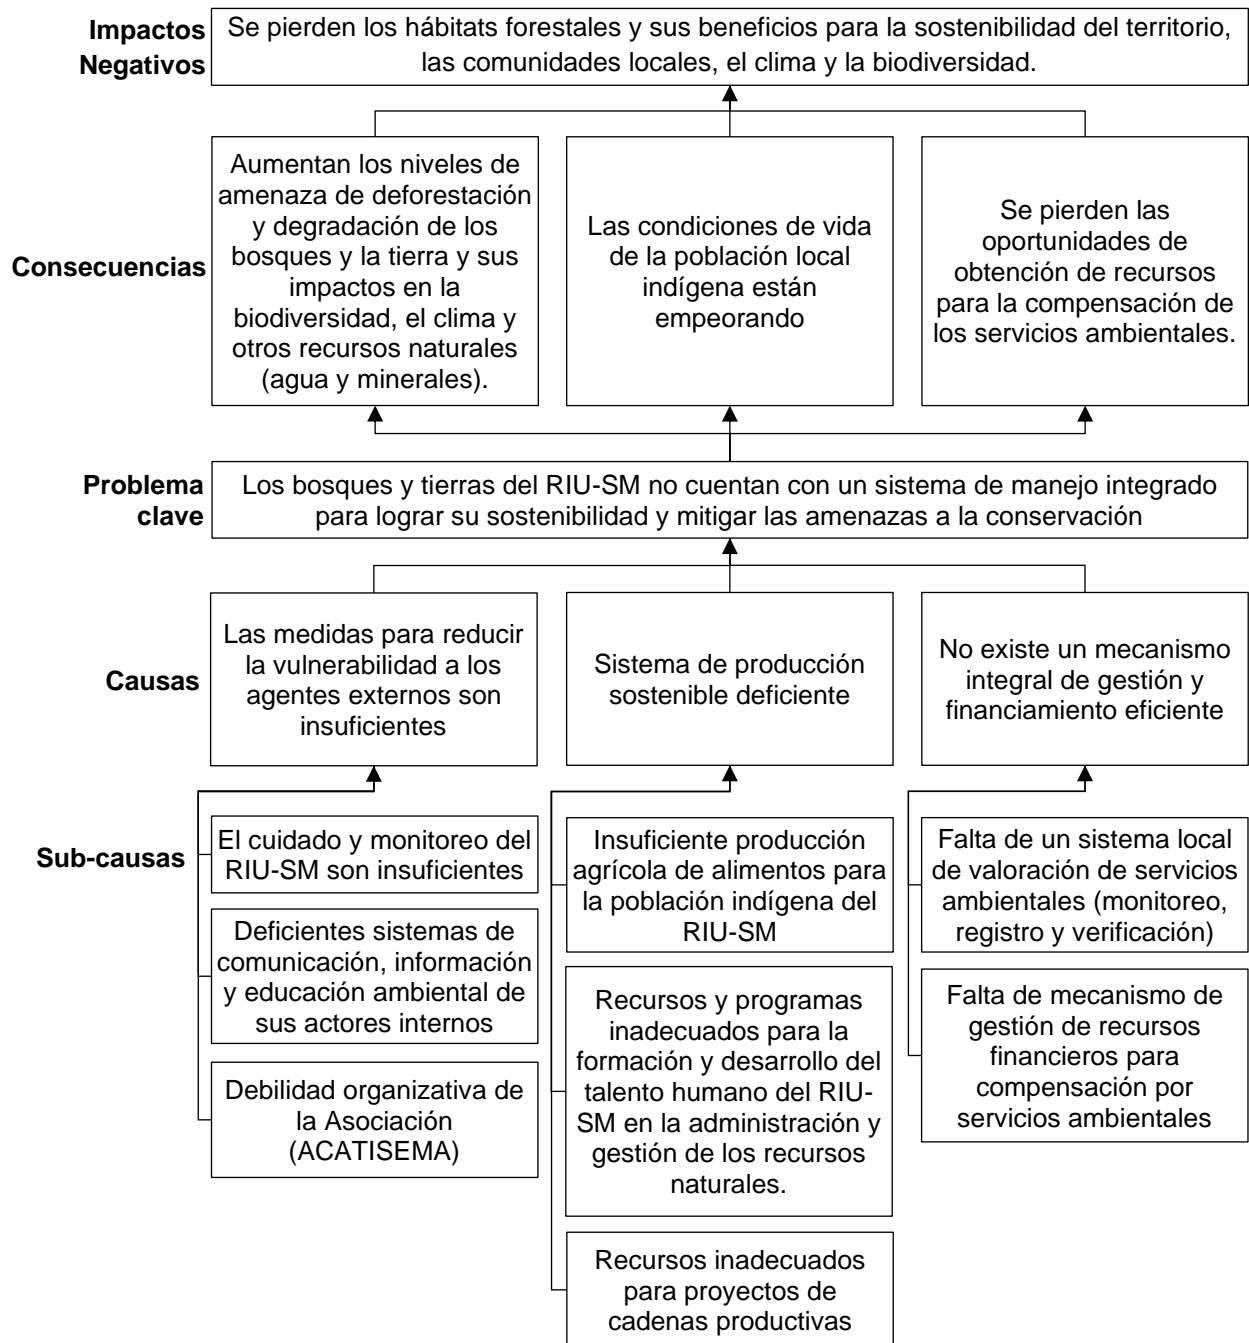 Impactos
Negativos
Se pierden los hábitats forestales y sus beneficios para la sostenibilidad del territorio,
las comunidades locales, el clima y la biodiversidad.
Consecuencias
Aumentan los niveles de
amenaza de deforestación
y degradación de los
bosques y la tierra y sus
impactos en la
biodiversidad, el clima y
otros recursos naturales
(agua y minerales).
Las condiciones de vida
de la población local
indígena están
empeorando
Se pierden las
oportunidades de
obtención de recursos
para la compensación de
los servicios ambientales.
Problema
clave
Los bosques y tierras del RIU-SM no cuentan con un sistema de manejo integrado
para lograr su sostenibilidad y mitigar las amenazas a la conservación
Causas
Las medidas para reducir
la vulnerabilidad a los
agentes externos son
insuficientes
Sistema de producción
sostenible deficiente
No existe un mecanismo
integral de gestión y
financiamiento eficiente
Sub-causas
El cuidado y monitoreo del
RIU-SM son insuficientes
Deficientes sistemas de
comunicación, información
y educación ambiental de
sus actores internos
Debilidad organizativa de
la Asociación
(ACATISEMA)
Insuficiente producción
agrícola de alimentos para
la población indígena del
RIU-SM
Recursos y programas
inadecuados para la
formación y desarrollo del
talento humano del RIU-
SM en la administración y
gestión de los recursos
naturales.
Recursos inadecuados
para proyectos de
cadenas productivas
Falta de un sistema local
de valoración de servicios
ambientales (monitoreo,
registro y verificación)
Falta de mecanismo de
gestión de recursos
financieros para
compensación por
servicios ambientales